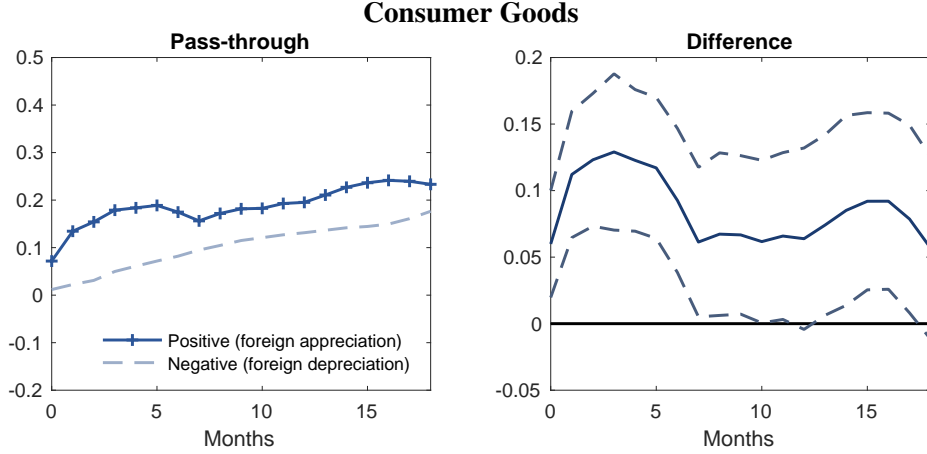 Consumer Goods
Pass-through
0.5
0.4
0.3
0.2
0.1
0
-0.1
-0.2
Positive (foreign appreciation)
Negative (foreign depreciation)
0 5 10 15
Months
Difference
0.2
0.15
0.1
0.05
0
-0.05
0 5 10 15
Months